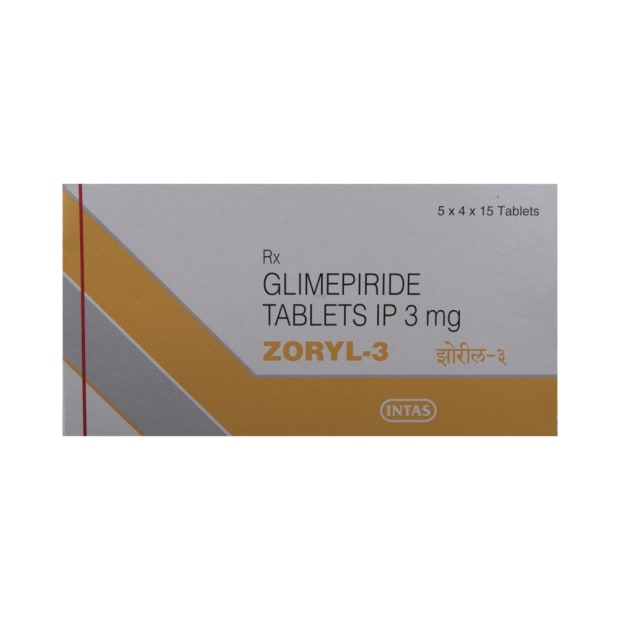 5 x 4 x 15 Tablets
Rx
GLIMEPIRIDE
TABLETS IP 3 mg
ZORYL-3 झोरील-३
INTAS